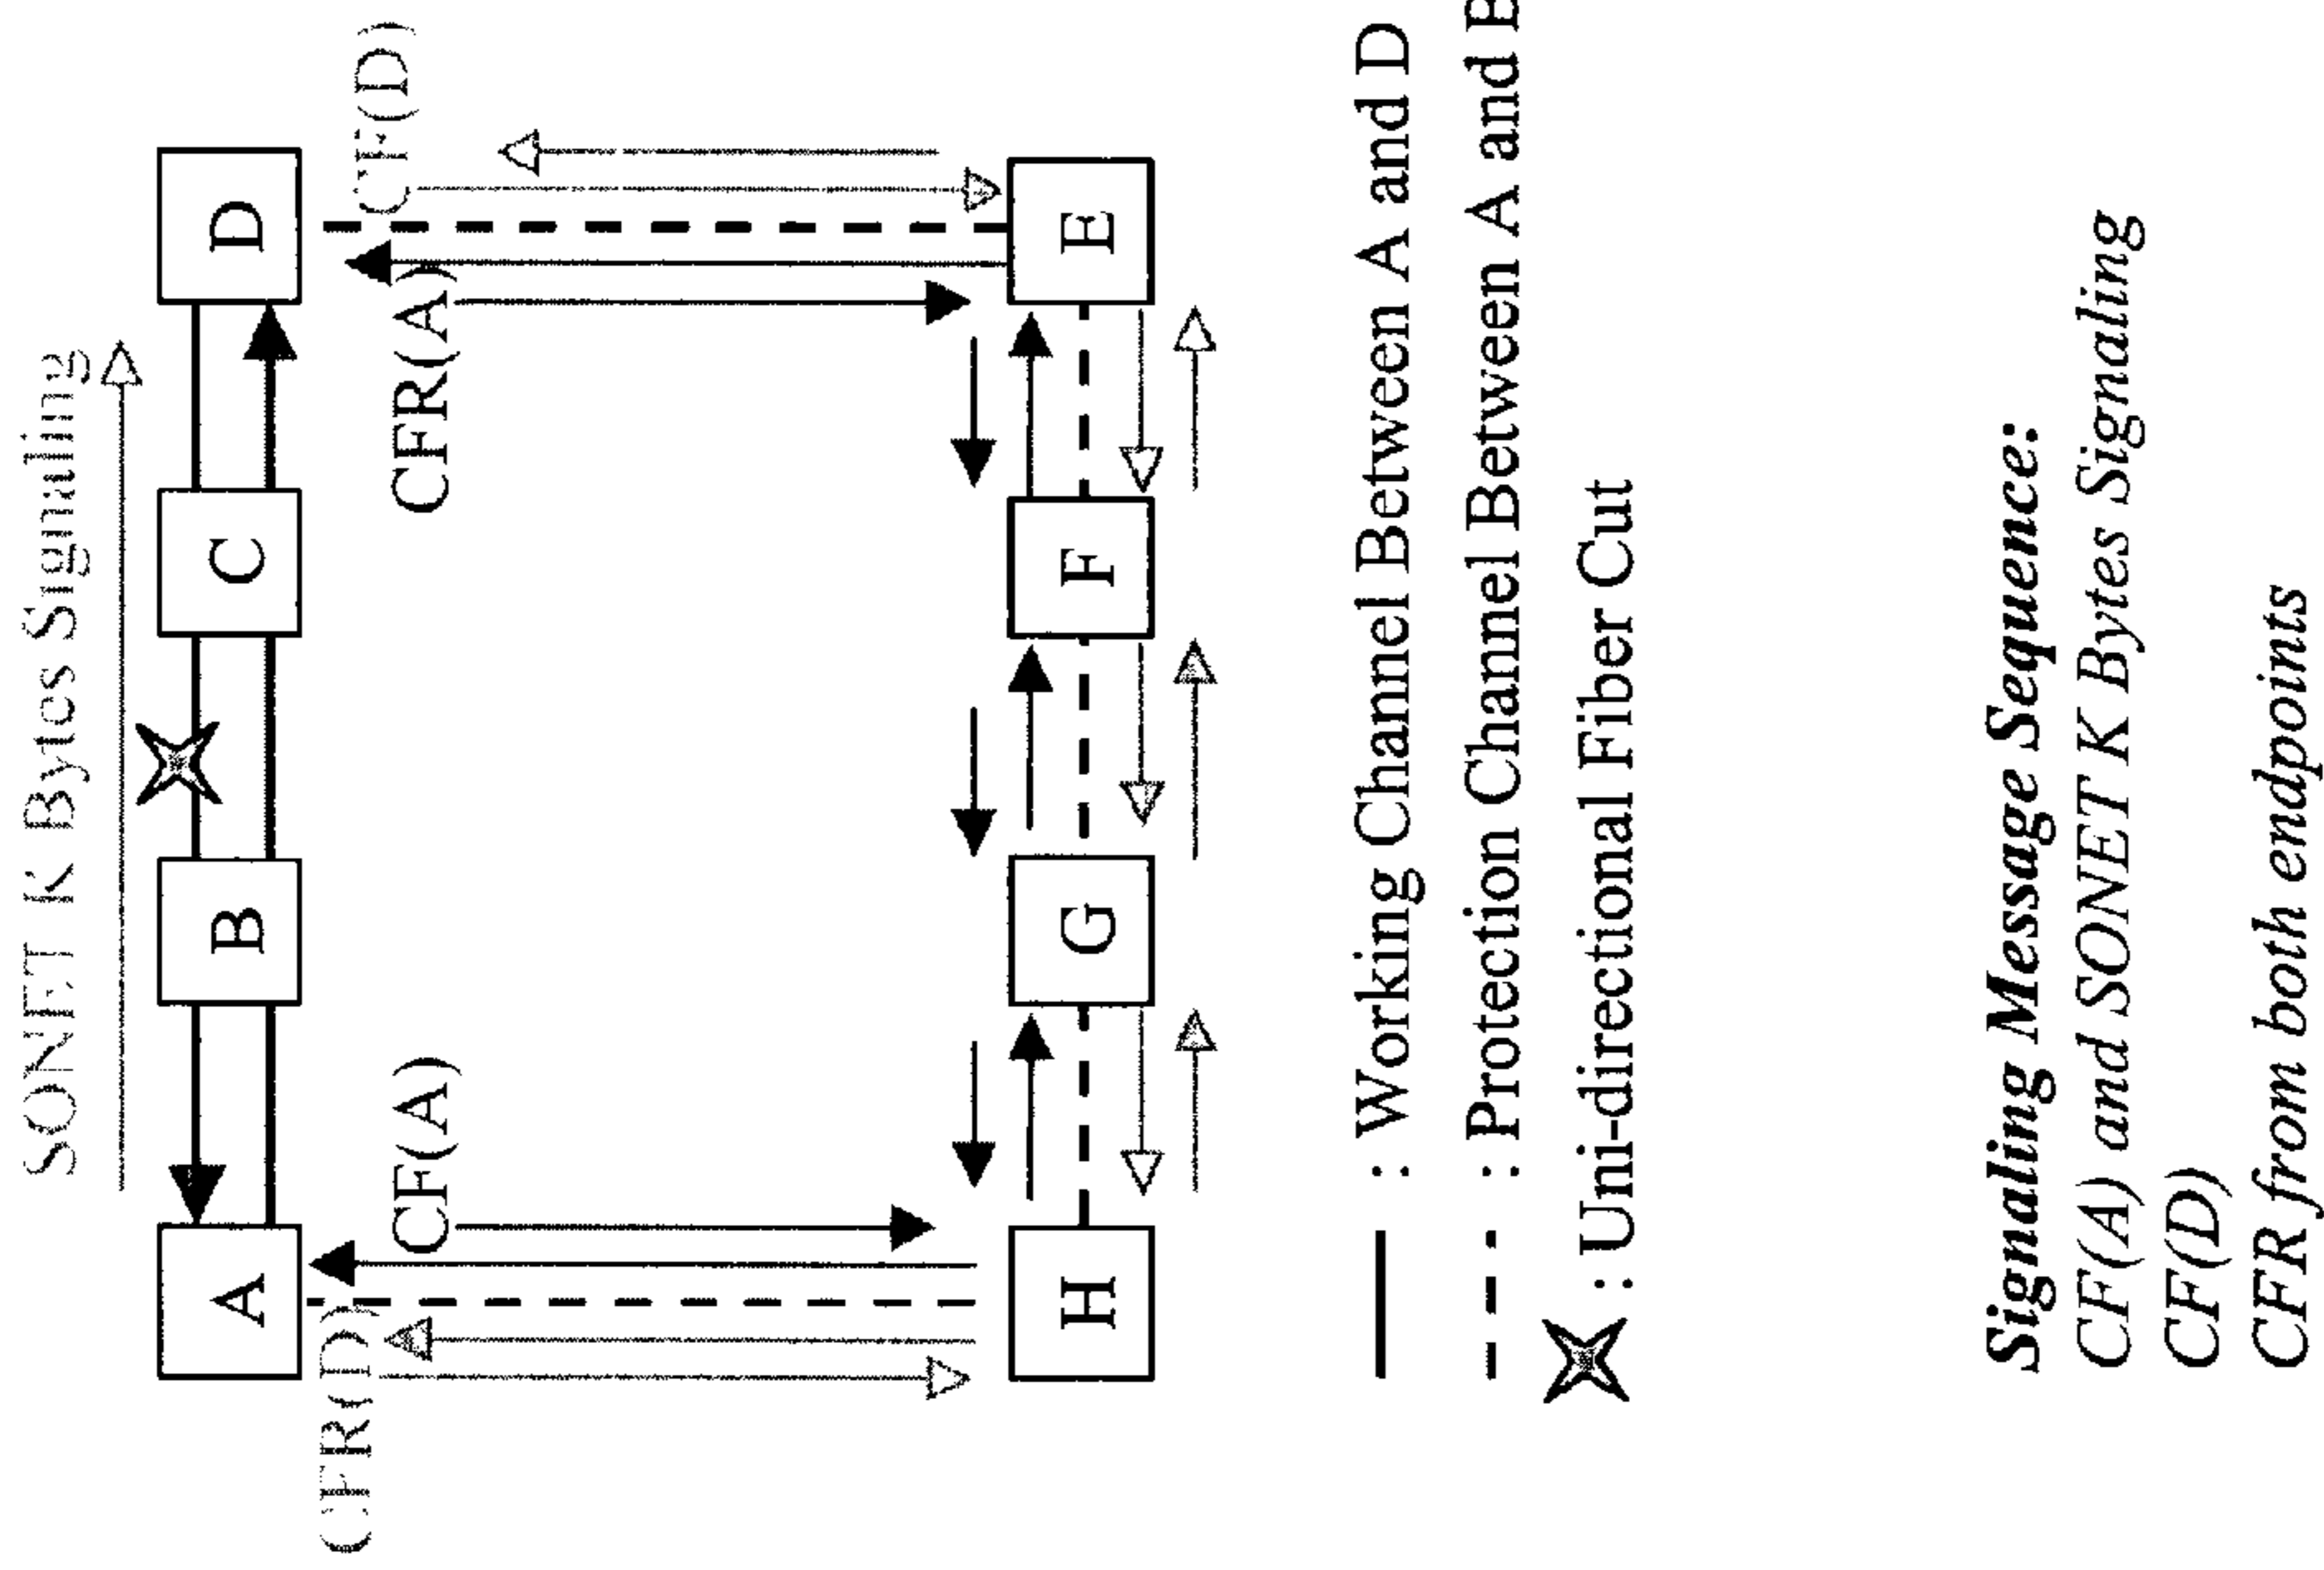 SONET K Bytes Signaling
A
B
C
D
CFR(D)
CF(A)
CFR(A)
CF(D)
H
G
F
E
: Working Channel Between A and D
: Protection Channel Between A and
: Uni-directional Fiber Cut
Signaling Message Sequence:
CF(A) and SONET K Bytes Signaling
CF(D)
CFR from both endpoints